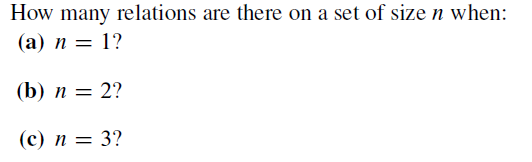 How many relations are there on a set of size n when:
(a) n = 1?
(b) n = 2?
(c) n = 3?